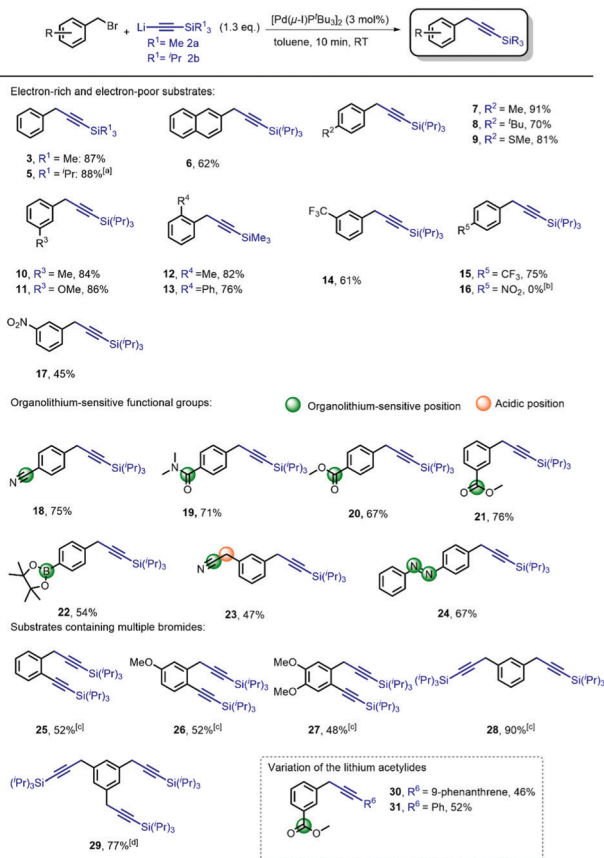 R
Br
+
Li
SiR¹₃
R¹= Me 2a
R¹= ⁱPr 2b
(1.3 eq.)
[Pd(μ-I)PᵗBu₃]₂ (3 mol%)
toluene, 10 min, RT
R
SiR₃
Electron-rich and electron-poor substrates:
SiR¹₃
3, R¹ = Me: 87%
5, R¹ = ⁱPr: 88%[a]
Si(ⁱPr)₃
6, 62%
R²
Si(ⁱPr)₃
7, R² = Me, 91%
8, R² = ᵗBu, 70%
9, R² = SMe, 81%
R³
Si(ⁱPr)₃
10, R³ = Me, 84%
11, R³ = OMe, 86%
R⁴
SiMe₃
12, R⁴ =Me, 82%
13, R⁴ =Ph, 76%
F₃C
Si(ⁱPr)₃
14, 61%
R⁵
Si(ⁱPr)₃
15, R⁵ = CF₃, 75%
16, R⁵ = NO₂, 0%[b]
O₂N
Si(ⁱPr)₃
17, 45%
Organolithium-sensitive functional groups:
Organolithium-sensitive position
Acidic position
N
Si(ⁱPr)₃
18, 75%
N
O
Si(ⁱPr)₃
19, 71%
O
O
Si(ⁱPr)₃
20, 67%
O
O
Si(ⁱPr)₃
21, 76%
O
B
O
Si(ⁱPr)₃
22, 54%
N
Si(ⁱPr)₃
23, 47%
N
N
Si(ⁱPr)₃
24, 67%
Substrates containing multiple bromides:
Si(ⁱPr)₃
Si(ⁱPr)₃
25, 52%[c]
MeO
Si(ⁱPr)₃
Si(ⁱPr)₃
26, 52%[c]
MeO
MeO
Si(ⁱPr)₃
Si(ⁱPr)₃
27, 48%[c]
(ⁱPr)₃Si
Si(ⁱPr)₃
28, 90%[c]
(ⁱPr)₃Si
Si(ⁱPr)₃
Si(ⁱPr)₃
29, 77%[d]
Variation of the lithium acetylides
R⁶
O
O
30, R⁶ = 9-phenanthrene, 46%
31, R⁶ = Ph, 52%